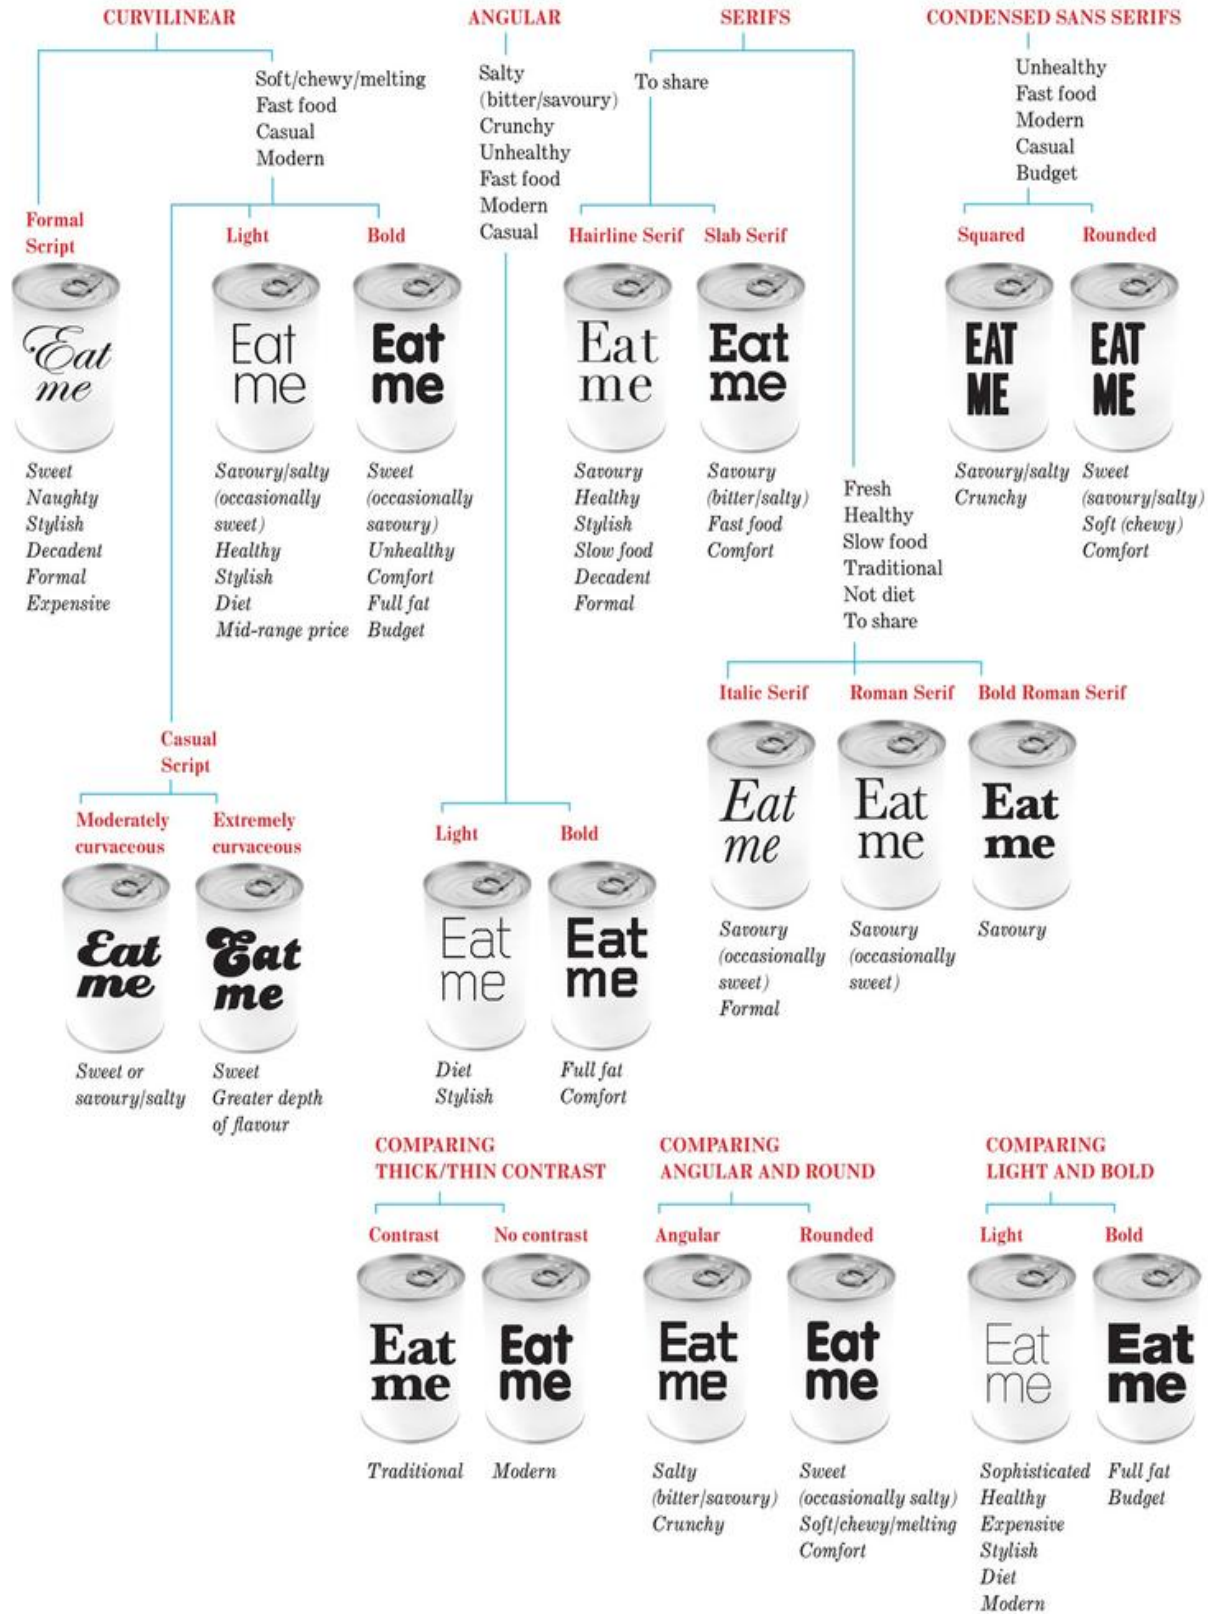 CURVILINEAR
Soft/chewy/melting
Fast food
Casual
Modern
Formal
Script
Eat
me
Sweet
Naughty
Stylish
Decadent
Formal
Expensive
Light
Eat
me
Savoury/salty
(occasionally
sweet)
Healthy
Stylish
Diet
Mid-range price
Bold
Eat
me
Sweet
(occasionally
savoury)
Unhealthy
Comfort
Full fat
Budget
Casual
Script
Moderately
curvaceous
Eat
me
Sweet or
savoury/salty
Extremely
curvaceous
Eat
me
Sweet
Greater depth
of flavour
ANGULAR
Salty
(bitter/savoury)
Crunchy
Unhealthy
Fast food
Modern
Casual
Light
Eat
me
Diet
Stylish
Bold
Eat
me
Full fat
Comfort
SERIFS
To share
Hairline Serif
Eat
me
Savoury
Healthy
Stylish
Slow food
Decadent
Formal
Slab Serif
Eat
me
Savoury
(bitter/salty)
Fast food
Comfort
Fresh
Healthy
Slow food
Traditional
Not diet
To share
Italic Serif
Eat
me
Savoury
(occasionally
sweet)
Formal
Roman Serif
Eat
me
Savoury
(occasionally
sweet)
Bold Roman Serif
Eat
me
Savoury
CONDENSED SANS SERIFS
Unhealthy
Fast food
Modern
Casual
Budget
Squared
EAT
ME
Savoury/salty
Crunchy
Rounded
EAT
ME
Sweet
(savoury/salty)
Soft (chewy)
Comfort
COMPARING
THICK/THIN CONTRAST
Contrast
Eat
me
Traditional
No contrast
Eat
me
Modern
COMPARING
ANGULAR AND ROUND
Angular
Eat
me
Salty
(bitter/savoury)
Crunchy
Rounded
Eat
me
Sweet
(occasionally salty)
Soft/chewy/melting
Comfort
COMPARING
LIGHT AND BOLD
Light
Eat
me
Sophisticated
Healthy
Expensive
Stylish
Diet
Modern
Bold
Eat
me
Full fat
Budget